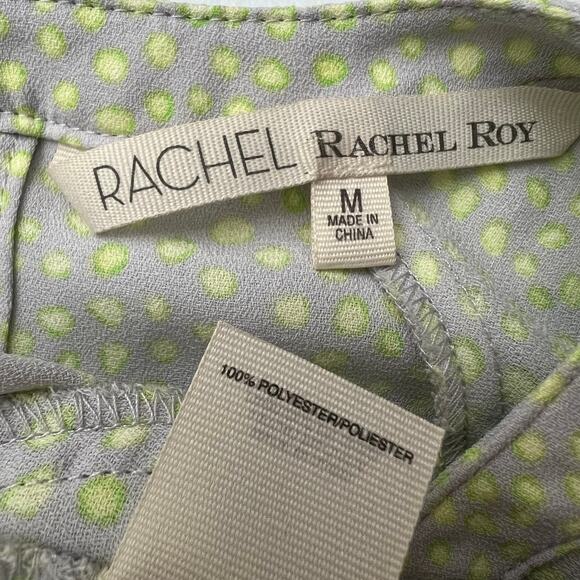 RACHEL RACHEL ROY
M
MADE IN
CHINA
100% POLYESTER/POLIESTER